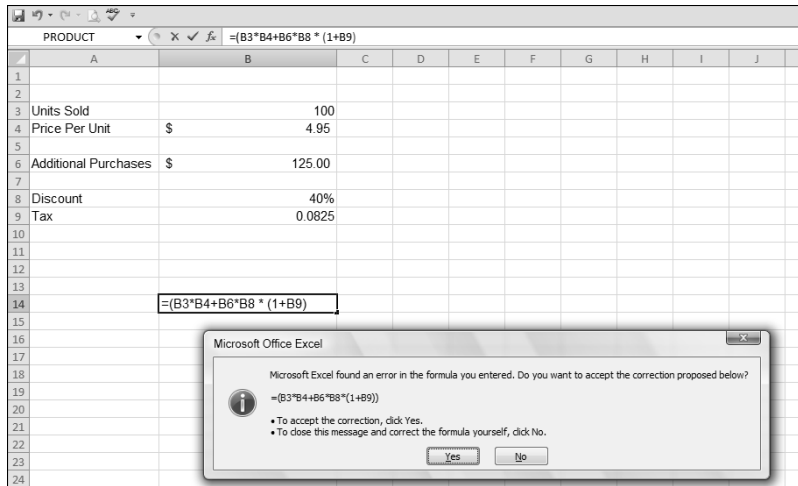 ABC
PRODUCT fx =(B3*B4+B6*B8 * (1+B9)
A B C D E F G H I J
1
2
3 Units Sold 100
4 Price Per Unit $ 4.95
5
6 Additional Purchases $ 125.00
7
8 Discount 40%
9 Tax 0.0825
10
11
12
13
14 =(B3*B4+B6*B8 * (1+B9)
15
16
17
18
19
20
21
22
23
24
Microsoft Office Excel
Microsoft Excel found an error in the formula you entered. Do you want to accept the correction proposed below?
=(B3*B4+B6*B8*(1+B9))
• To accept the correction, click Yes.
• To close this message and correct the formula yourself, click No.
Yes No